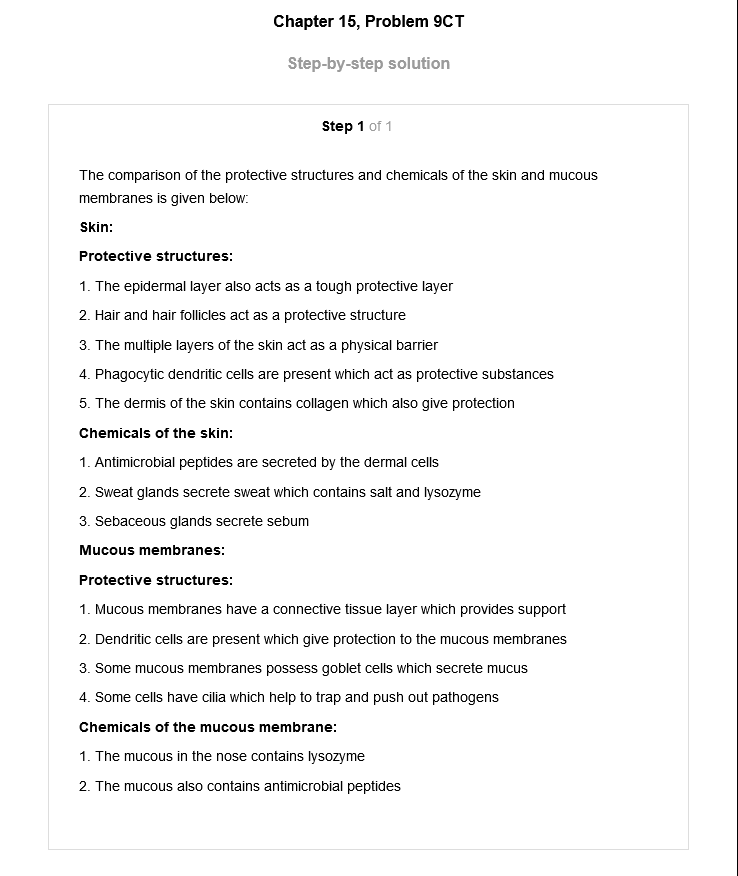 Chapter 15, Problem 9CT
Step-by-step solution
Step 1 of 1
The comparison of the protective structures and chemicals of the skin and mucous
membranes is given below:
Skin:
Protective structures:
1. The epidermal layer also acts as a tough protective layer
2. Hair and hair follicles act as a protective structure
3. The multiple layers of the skin act as a physical barrier
4. Phagocytic dendritic cells are present which act as protective substances
5. The dermis of the skin contains collagen which also give protection
Chemicals of the skin:
1. Antimicrobial peptides are secreted by the dermal cells
2. Sweat glands secrete sweat which contains salt and lysozyme
3. Sebaceous glands secrete sebum
Mucous membranes:
Protective structures:
1. Mucous membranes have a connective tissue layer which provides support
2. Dendritic cells are present which give protection to the mucous membranes
3. Some mucous membranes possess goblet cells which secrete mucus
4. Some cells have cilia which help to trap and push out pathogens
Chemicals of the mucous membrane:
1. The mucous in the nose contains lysozyme
2. The mucous also contains antimicrobial peptides